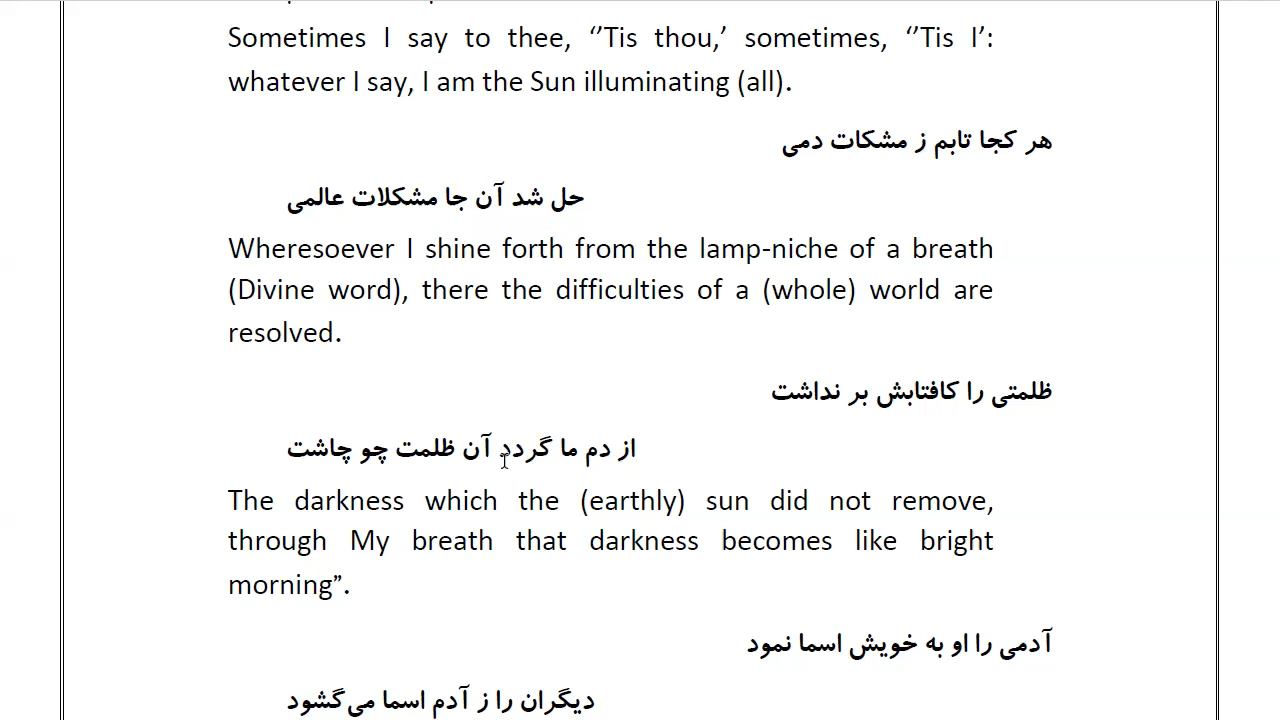 Sometimes I say to thee, ‘’Tis thou,’ sometimes, ‘’Tis I’:
whatever I say, I am the Sun illuminating (all).
هر کجا تابم ز مشکات دمی
حل شد آن جا مشکلات عالمی
Wheresoever I shine forth from the lamp-niche of a breath
(Divine word), there the difficulties of a (whole) world are
resolved.
ظلمتی را کافتابش بر نداشت
از دم ما گردد آن ظلمت چو چاشت
The darkness which the (earthly) sun did not remove,
through My breath that darkness becomes like bright
morning”.
آدمی را او به خویش اسما نمود
دیگران را ز آدم اسما می‌گشود